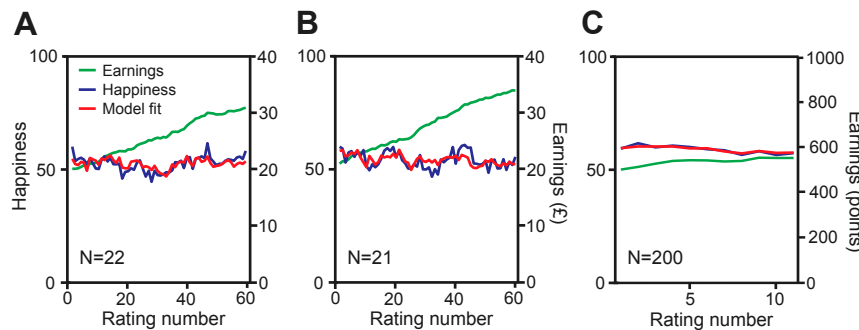 A
B
C
100
50
0
Happiness
Earnings
Happiness
Model fit
N=22
0
20
40
60
Rating number
40
30
20
10
0
100
50
0
N=21
0
20
40
60
Rating number
40
30
20
10
0
Earnings (£)
100
50
0
N=200
5
10
Rating number
1000
800
600
400
200
0
Earnings
(points)